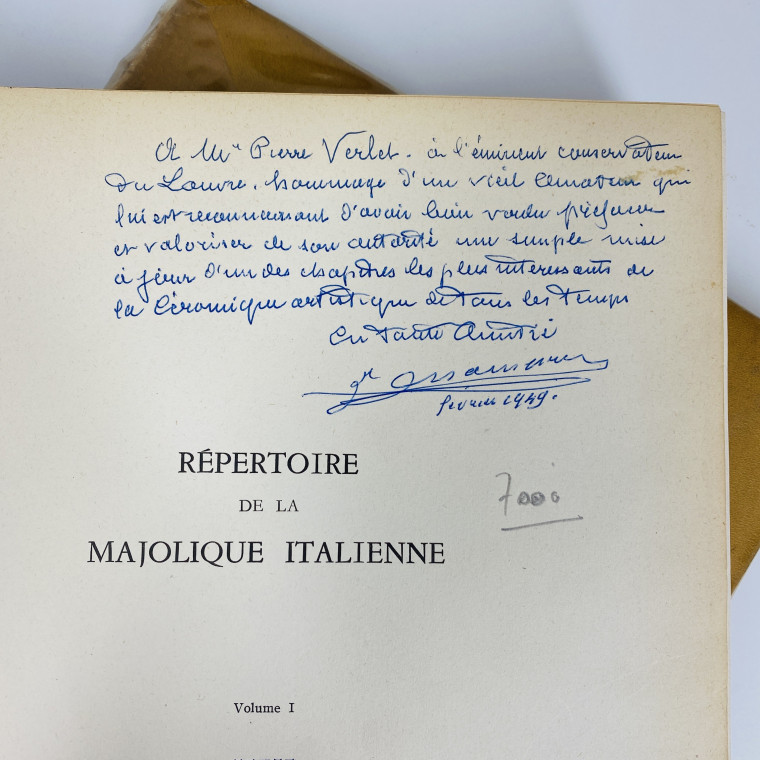 A Mr Pierre Verlet. à l'éminent conservateur
du Louvre. hommage d'un vieil amateur qui
lui est reconnaissant d'avoir bien voulu préfacer
et valoriser de son autorité une simple mise
à jour d'un des chapitres les plus interessants de
la Céromique artistique de tous les temps
En toute Amitié
février 1949.
RÉPERTOIRE
DE LA
MAJOLIQUE ITALIENNE
7000
Volume I